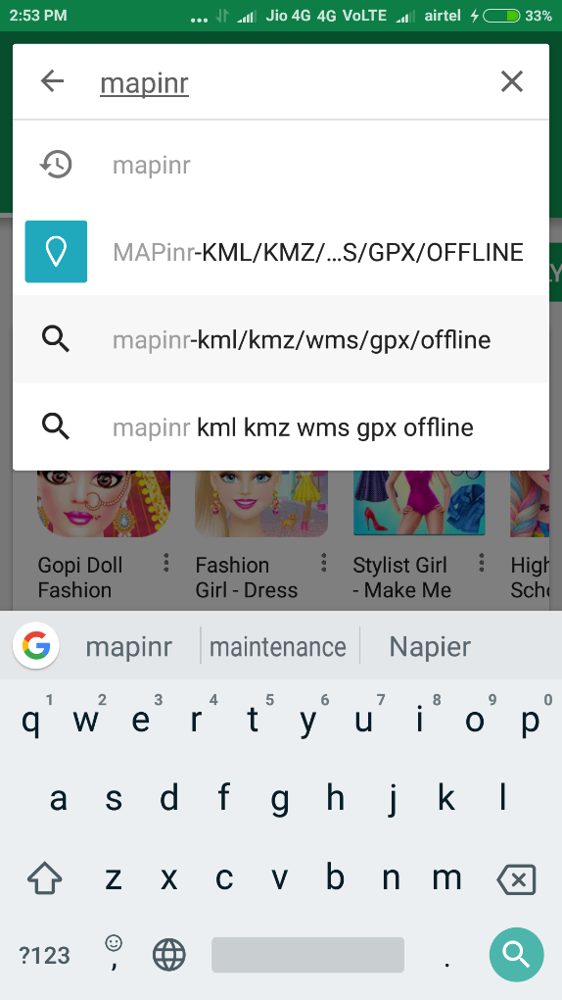 2:53 PM ... Jio 4G 4G VoLTE airtel 33%
mapinr
mapinr
MAPinr-KML/KMZ/...S/GPX/OFFLINE
mapinr-kml/kmz/wms/gpx/offline
mapinr kml kmz wms gpx offline
Gopi Doll
Fashion
Fashion
Girl - Dress
Stylist Girl
- Make Me
mapinr maintenance Napier
1 2 3 4 5 6 7 8 9 0
q w e r t y u i o p
a s d f g h j k l
z x c v b n m
?123 , .